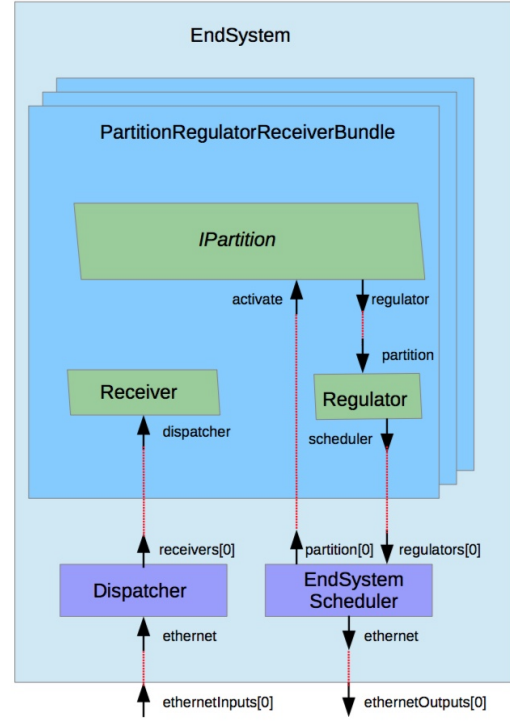 EndSystem
PartitionRegulatorReceiverBundle
IPartition
activate
regulator
partition
Receiver
Regulator
dispatcher
scheduler
receivers[0]
partition[0]
regulators[0]
Dispatcher
EndSystem
Scheduler
ethernet
ethernet
ethernetInputs[0]
ethernetOutputs[0]